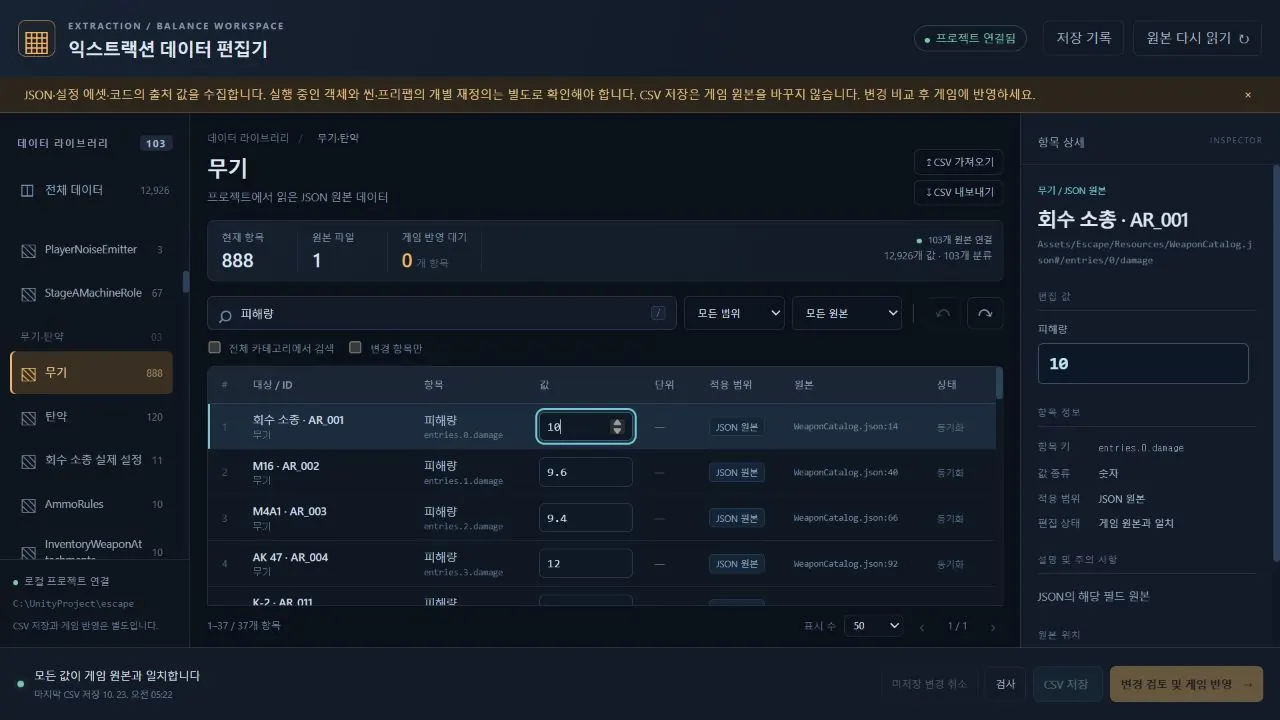 EXTRACTION / BALANCE WORKSPACE
익스트랙션 데이터 편집기
프로젝트 연결됨
저장 기록
원본 다시 읽기 ↻
JSON·설정 에셋·코드의 출처 값을 수집합니다. 실행 중인 객체와 씬·프리팹의 개별 재정의는 별도로 확인해야 합니다. CSV 저장은 게임 원본을 바꾸지 않습니다. 변경 비교 후 게임에 반영하세요.
×
데이터 라이브러리 103
전체 데이터 12,926
PlayerNoiseEmitter 3
StageAMachineRole 67
무기·탄약 03
무기 888
탄약 120
회수 소총 실제 설정 11
AmmoRules 10
InventoryWeaponAt
tachments 10
로컬 프로젝트 연결
C:\UnityProject\escape
CSV 저장과 게임 반영은 별도입니다.
데이터 라이브러리 / 무기·탄약
무기
프로젝트에서 읽은 JSON 원본 데이터
↥ CSV 가져오기
↧ CSV 내보내기
현재 항목
888
원본 파일
1
게임 반영 대기
0 개 항목
103개 원본 연결
12,926개 값 · 103개 분류
피해량 /
모든 범위
모든 원본
전체 카테고리에서 검색
변경 항목만
# 대상 / ID 항목 값 단위 적용 범위 원본 상태
1 회수 소총 · AR_001 피해량 10 — JSON 원본 WeaponCatalog.json:14 동기화
무기 entries.0.damage
2 M16 · AR_002 피해량 9.6 — JSON 원본 WeaponCatalog.json:40 동기화
무기 entries.1.damage
3 M4A1 · AR_003 피해량 9.4 — JSON 원본 WeaponCatalog.json:66 동기화
무기 entries.2.damage
4 AK 47 · AR_004 피해량 12 — JSON 원본 WeaponCatalog.json:92 동기화
무기 entries.3.damage
K-2 · AR_011 피해량
1–37 / 37개 항목
표시 수 50 ‹ 1 / 1 ›
항목 상세
INSPECTOR
무기 / JSON 원본
회수 소총 · AR_001
Assets/Escape/Resources/WeaponCatalog.j
son#/entries/0/damage
편집 값
피해량
10
항목 정보
항목 키 entries.0.damage
값 종류 숫자
적용 범위 JSON 원본
편집 상태 게임 원본과 일치
설명 및 주의 사항
JSON의 해당 필드 원본
원본 위치
모든 값이 게임 원본과 일치합니다
마지막 CSV 저장 10. 23. 오전 05:22
미저장 변경 취소
검사
CSV 저장
변경 검토 및 게임 반영 →